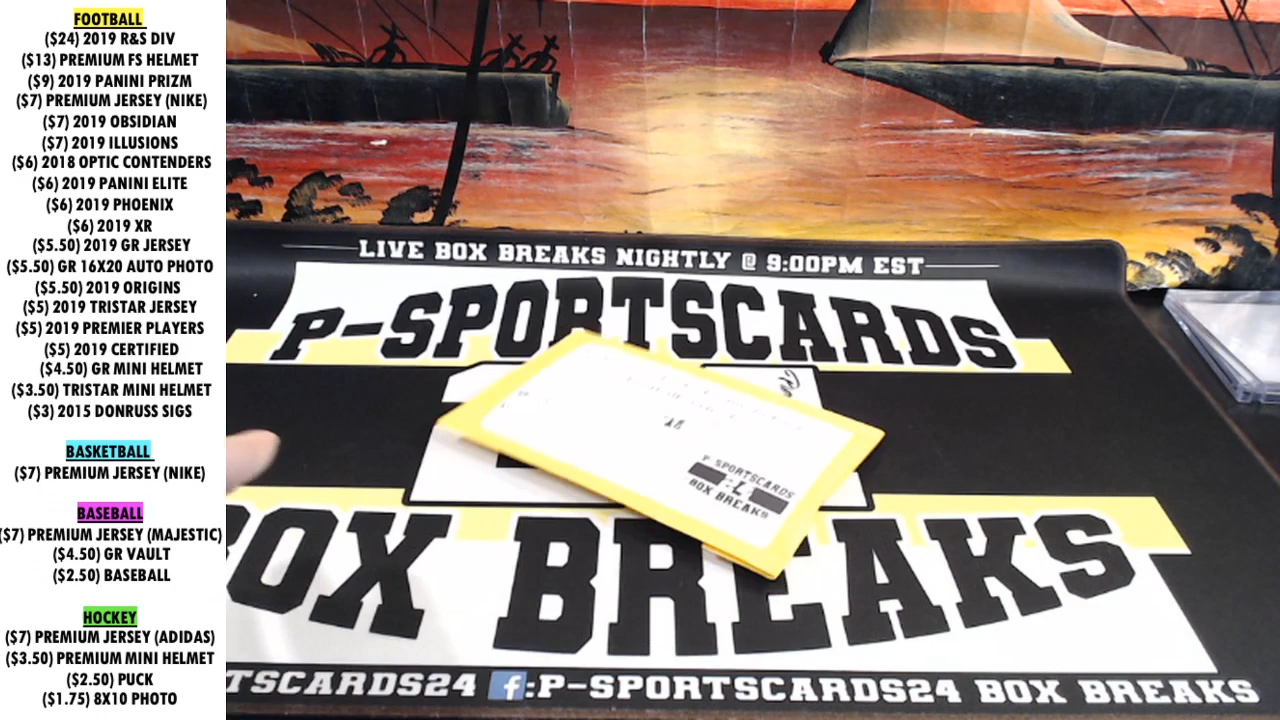 FOOTBALL
($24) 2019 R&S DIV
($13) PREMIUM FS HELMET
($9) 2019 PANINI PRIZM
($7) PREMIUM JERSEY (NIKE)
($7) 2019 OBSIDIAN
($7) 2019 ILLUSIONS
($6) 2018 OPTIC CONTENDERS
($6) 2019 PANINI ELITE
($6) 2019 PHOENIX
($6) 2019 XR
($5.50) 2019 GR JERSEY
($5.50) GR 16X20 AUTO PHOTO
($5.50) 2019 ORIGINS
($5) 2019 TRISTAR JERSEY
($5) 2019 PREMIER PLAYERS
($5) 2019 CERTIFIED
($4.50) GR MINI HELMET
($3.50) TRISTAR MINI HELMET
($3) 2015 DONRUSS SIGS
BASKETBALL
($7) PREMIUM JERSEY (NIKE)
BASEBALL
($7) PREMIUM JERSEY (MAJESTIC)
($4.50) GR VAULT
($2.50) BASEBALL
HOCKEY
($7) PREMIUM JERSEY (ADIDAS)
($3.50) PREMIUM MINI HELMET
($2.50) PUCK
($1.75) 8X10 PHOTO
LIVE BOX BREAKS NIGHTLY @ 9:00PM EST
P-SPORTSCARDS
P-SPORTSCARDS
BOX BREAKS
OX BREAKS
TSCARDS24 f:P-SPORTSCARDS24 BOX BREAKS